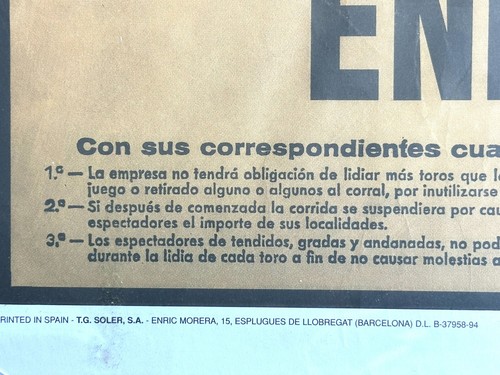 EN
Con sus correspondientes cua
1.ª — La empresa no tendrá obligación de lidiar más toros que l
juego o retirado alguno o algunos al corral, por inutilizarse
2.ª — Si después de comenzada la corrida se suspendiera por ca
espectadores el importe de sus localidades.
3.ª — Los espectadores de tendidos, gradas y andanadas, no pod
durante la lidia de cada toro a fin de no causar molestias a
RINTED IN SPAIN - T.G. SOLER, S.A. - ENRIC MORERA, 15, ESPLUGUES DE LLOBREGAT (BARCELONA) D.L. B-37958-94